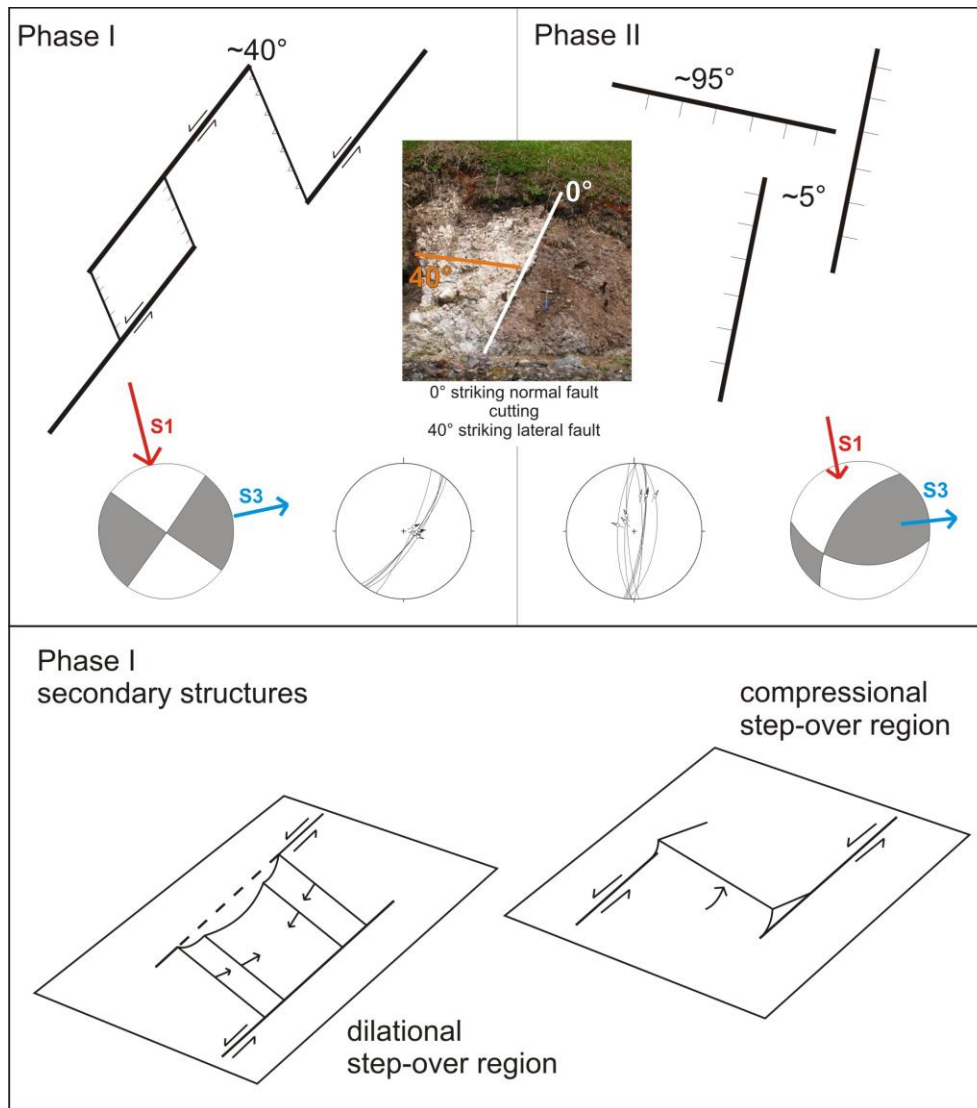 Phase I
~40°
Phase II
~95°
~5°
0°
40°
0° striking normal fault
cutting
40° striking lateral fault
S1
S3
S1
S3
Phase I
secondary structures
compressional
step-over region
dilational
step-over region